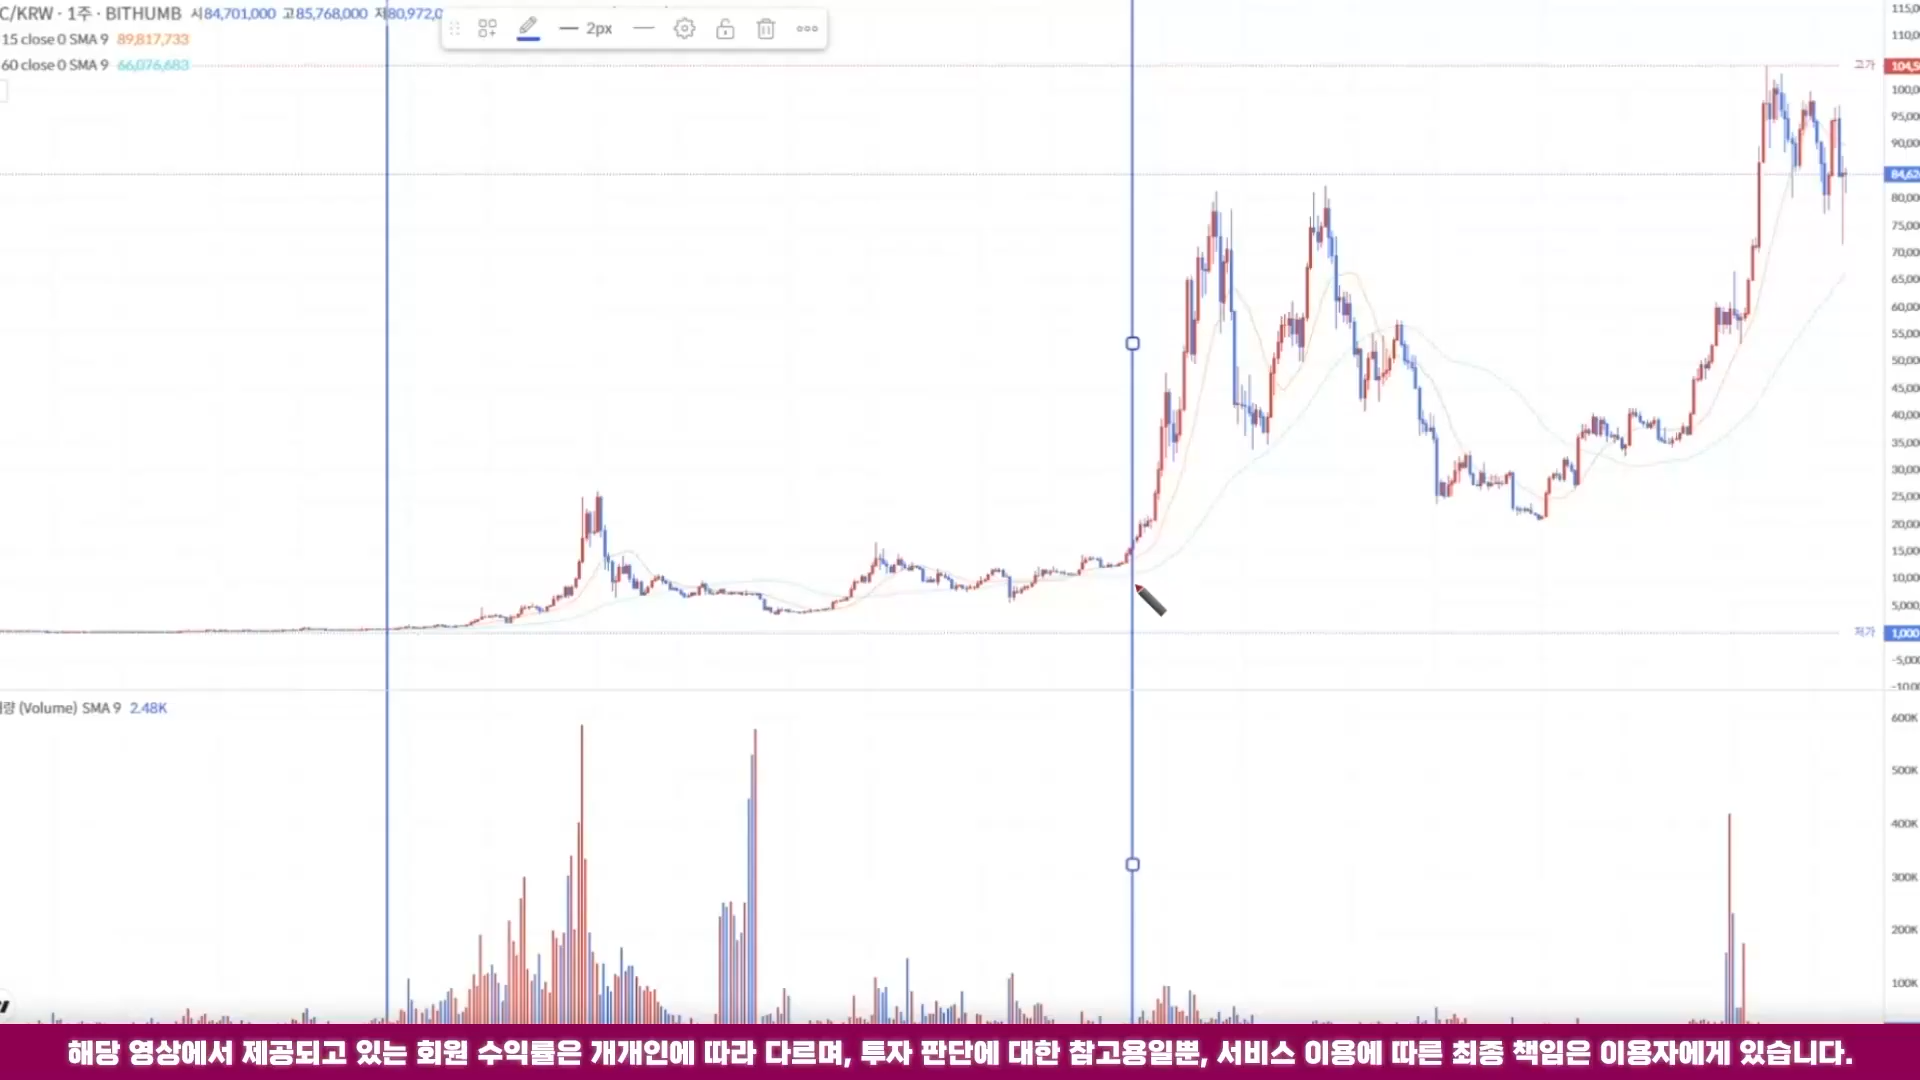 C/KRW · 1주 · BITHUMB 시84,701,000 고85,768,000 저80,972,0
15 close 0 SMA 9 89,817,733
60 close 0 SMA 9 66,076,683
2px
115,0
110,0
고가 104,5
100,0
95,00
90,00
84,62
80,00
75,00
70,00
65,00
60,00
55,00
50,00
45,00
40,00
35,00
30,00
25,00
20,00
15,00
10,00
5,000
저가 1,000
-5,00
-10,00
량 (Volume) SMA 9 2.48K
600K
500K
400K
300K
200K
100K
해당 영상에서 제공되고 있는 회원 수익률은 개개인에 따라 다르며, 투자 판단에 대한 참고용일뿐, 서비스 이용에 따른 최종 책임은 이용자에게 있습니다.